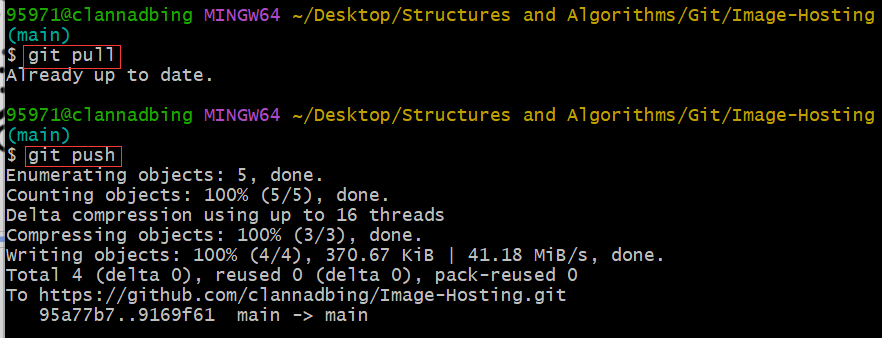 95971@clannadbing MINGW64 ~/Desktop/Structures and Algorithms/Git/Image-Hosting
(main)
$ git pull
Already up to date.
95971@clannadbing MINGW64 ~/Desktop/Structures and Algorithms/Git/Image-Hosting
(main)
$ git push
Enumerating objects: 5, done.
Counting objects: 100% (5/5), done.
Delta compression using up to 16 threads
Compressing objects: 100% (3/3), done.
Writing objects: 100% (4/4), 370.67 KiB | 41.18 MiB/s, done.
Total 4 (delta 0), reused 0 (delta 0), pack-reused 0
To https://github.com/clannadbing/Image-Hosting.git
   95a77b7..9169f61  main -> main